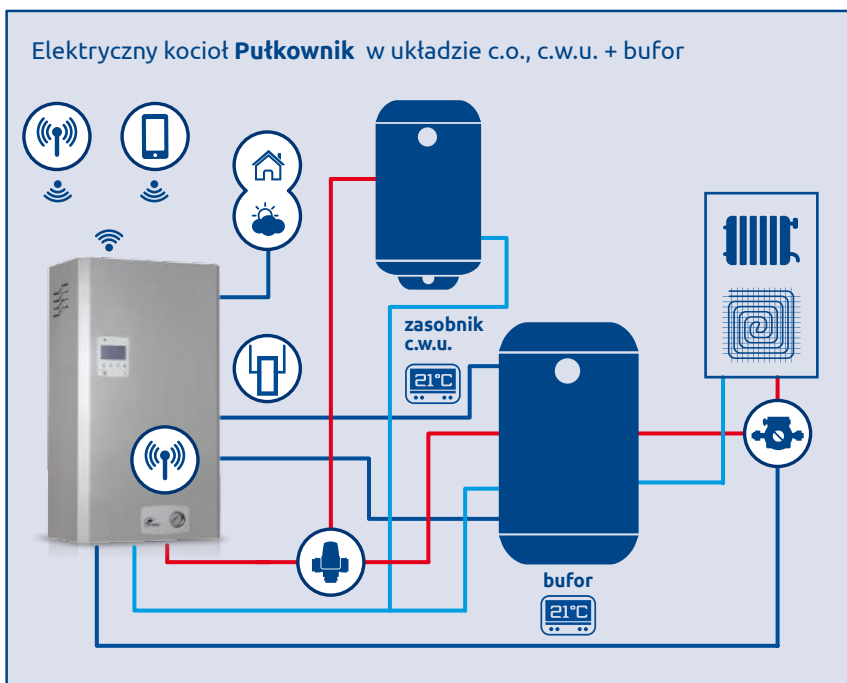 Elektryczny kocioł Pułkownik w układzie c.o., c.w.u. + bufor
zasobnik
c.w.u.
21°C
bufor
21°C